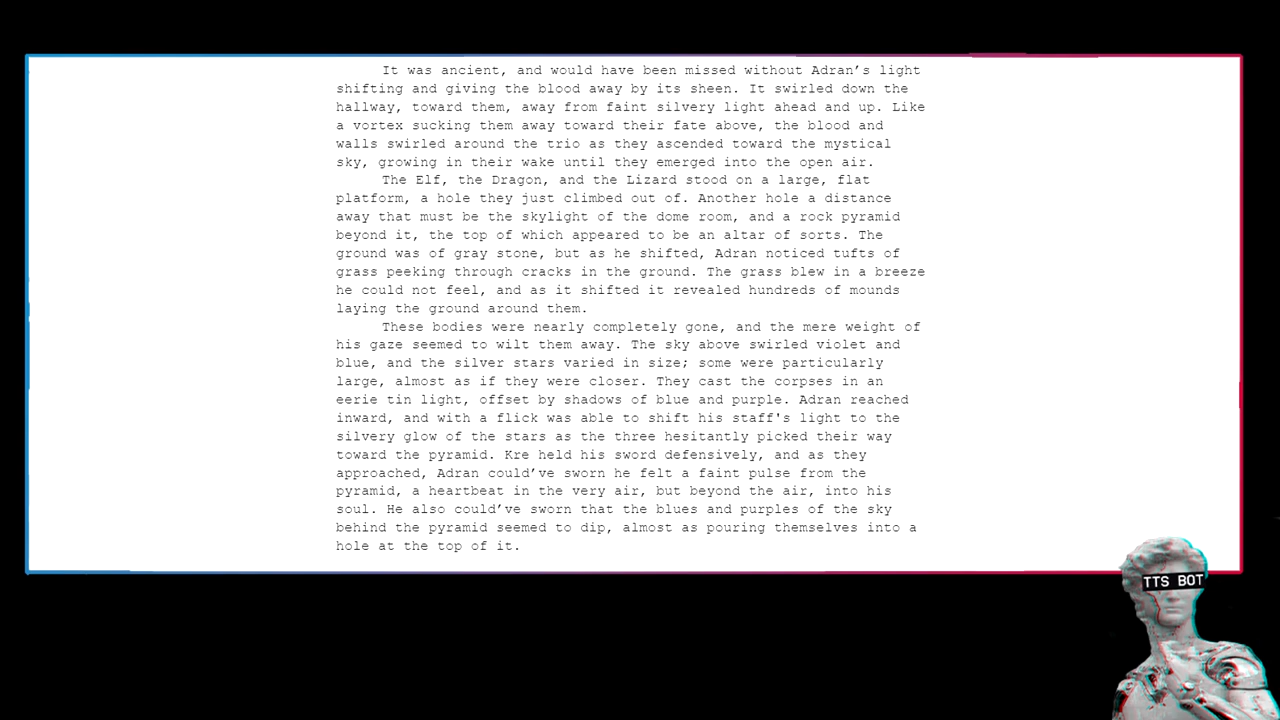 It was ancient, and would have been missed without Adran’s light
shifting and giving the blood away by its sheen. It swirled down the
hallway, toward them, away from faint silvery light ahead and up. Like
a vortex sucking them away toward their fate above, the blood and
walls swirled around the trio as they ascended toward the mystical
sky, growing in their wake until they emerged into the open air.
The Elf, the Dragon, and the Lizard stood on a large, flat
platform, a hole they just climbed out of. Another hole a distance
away that must be the skylight of the dome room, and a rock pyramid
beyond it, the top of which appeared to be an altar of sorts. The
ground was of gray stone, but as he shifted, Adran noticed tufts of
grass peeking through cracks in the ground. The grass blew in a breeze
he could not feel, and as it shifted it revealed hundreds of mounds
laying the ground around them.
These bodies were nearly completely gone, and the mere weight of
his gaze seemed to wilt them away. The sky above swirled violet and
blue, and the silver stars varied in size; some were particularly
large, almost as if they were closer. They cast the corpses in an
eerie tin light, offset by shadows of blue and purple. Adran reached
inward, and with a flick was able to shift his staff's light to the
silvery glow of the stars as the three hesitantly picked their way
toward the pyramid. Kre held his sword defensively, and as they
approached, Adran could’ve sworn he felt a faint pulse from the
pyramid, a heartbeat in the very air, but beyond the air, into his
soul. He also could’ve sworn that the blues and purples of the sky
behind the pyramid seemed to dip, almost as pouring themselves into a
hole at the top of it.
TTS BOT